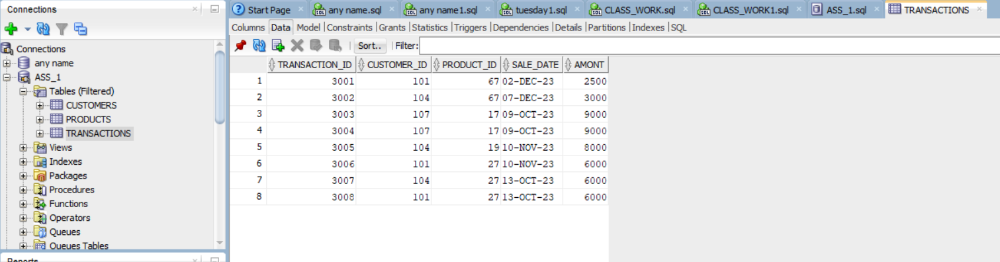 Connections
Start Page
any name.sql
any name1.sql
tuesday1.sql
CLASS_WORK.sql
CLASS_WORK1.sql
ASS_1.sql
TRANSACTIONS
Columns Data Model Constraints Grants Statistics Triggers Dependencies Details Partitions Indexes SQL
Sort.. Filter:
Connections
any name
ASS_1
Tables (Filtered)
CUSTOMERS
PRODUCTS
TRANSACTIONS
Views
Indexes
Packages
Procedures
Functions
Operators
Queues
Queues Tables
Reports
TRANSACTION_ID CUSTOMER_ID PRODUCT_ID SALE_DATE AMONT
1 3001 101 67 02-DEC-23 2500
2 3002 104 67 07-DEC-23 3000
3 3003 107 17 09-OCT-23 9000
4 3004 107 17 09-OCT-23 9000
5 3005 104 19 10-NOV-23 8000
6 3006 101 27 10-NOV-23 6000
7 3007 104 27 13-OCT-23 6000
8 3008 101 27 13-OCT-23 6000